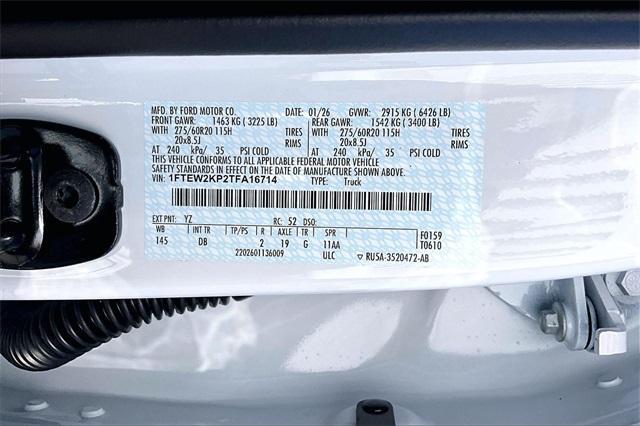 MFD. BY FORD MOTOR CO. 01/26 GVWR: 2915 KG ( 6426 LB)
FRONT GAWR: 1463 KG ( 3225 LB) REAR GAWR: 1542 KG ( 3400 LB)
WITH 275/60R20 115H TIRES WITH 275/60R20 115H TIRES
20x8.5J RIMS 20x8.5J RIMS
AT 240 kPa/ 35 PSI COLD AT 240 kPa/ 35 PSI COLD
THIS VEHICLE CONFORMS TO ALL APPLICABLE FEDERAL MOTOR VEHICLE
SAFETY STANDARDS IN EFFECT ON THE DATE OF MANUFACTURE SHOWN ABOVE.
VIN: 1FTEW2KP2TFA16714 TYPE: Truck
EXT PNT: YZ RC: 52 DSO:
WB INT TR TP/PS R AXLE TR SPR F0159
145 DB 2 19 G 11AA T0610
2202601136009 ULC RU5A-3520472-AB